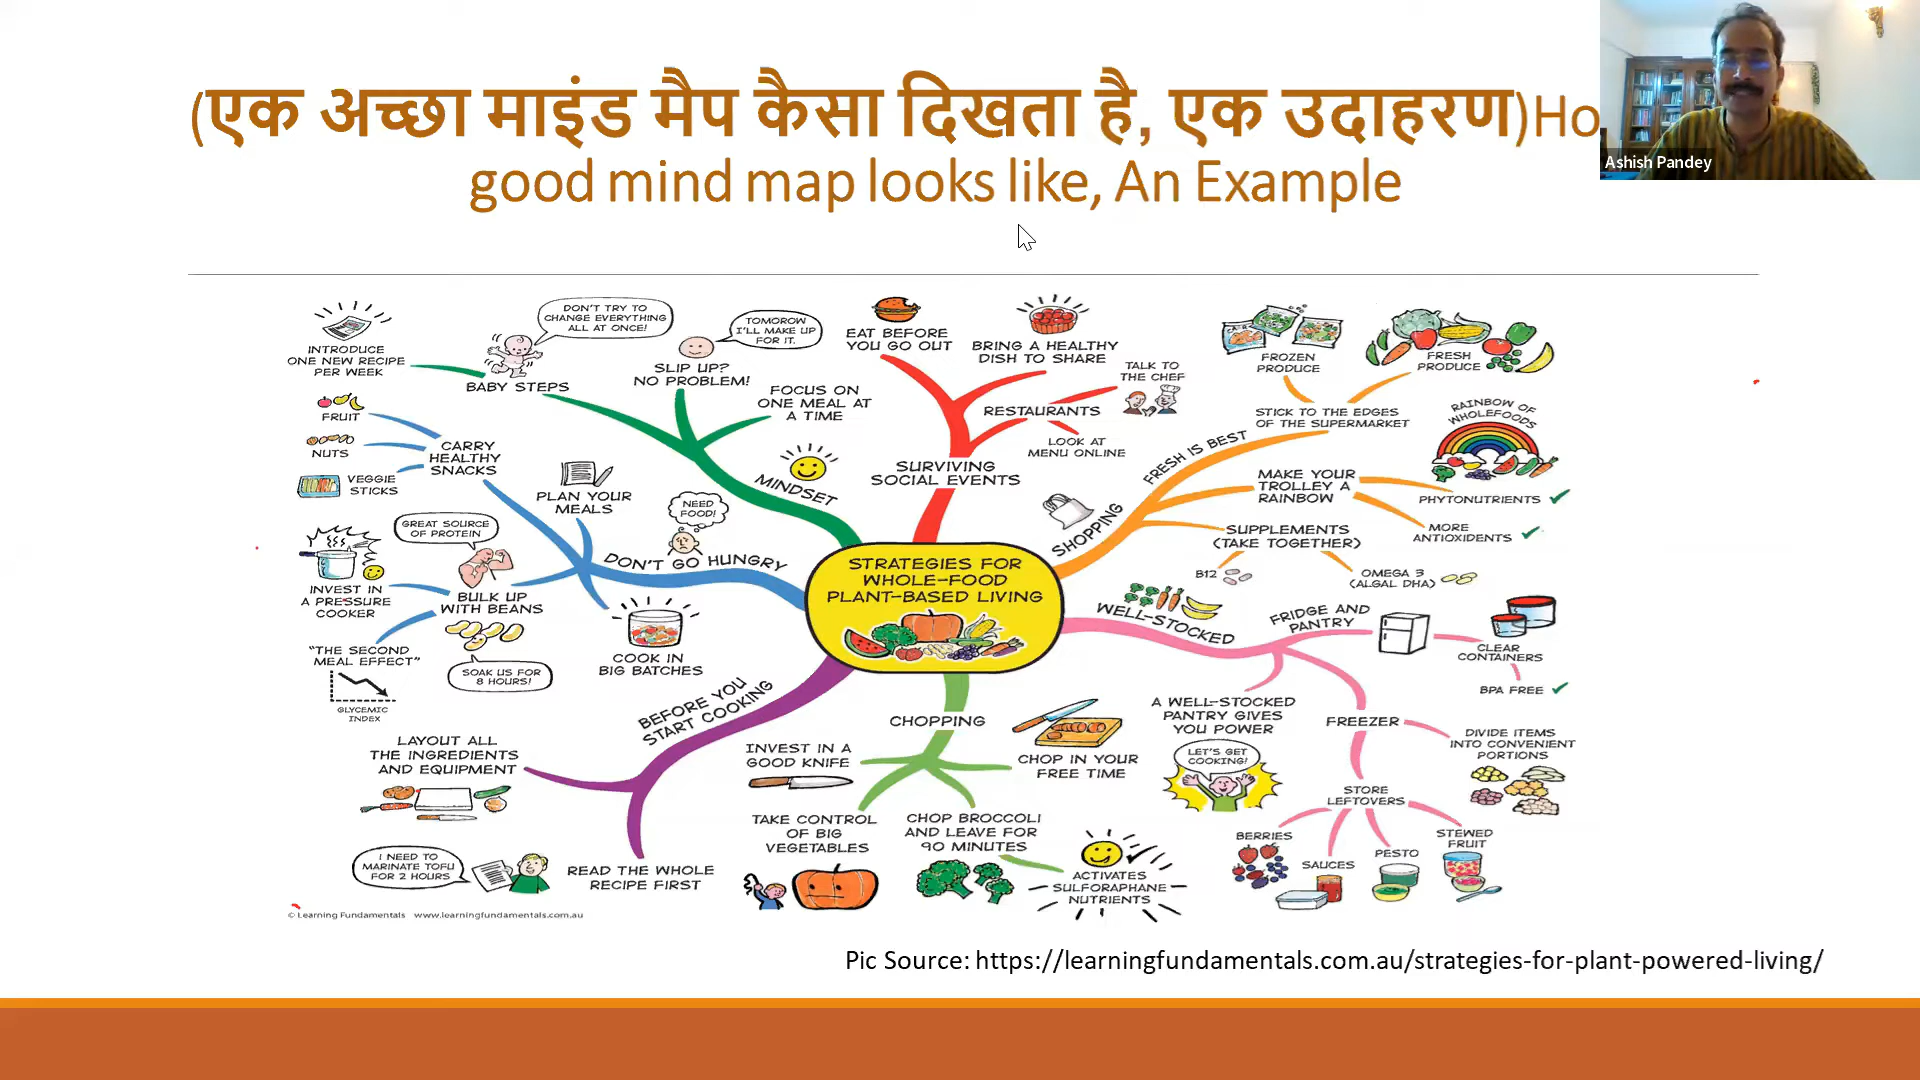 (एक अच्छा माइंड मैप कैसा दिखता है, एक उदाहरण)Ho
good mind map looks like, An Example
Ashish Pandey
INTRODUCE
ONE NEW RECIPE
PER WEEK
DON'T TRY TO
CHANGE EVERYTHING
ALL AT ONCE!
BABY STEPS
TOMOROW
I'LL MAKE UP
FOR IT.
SLIP UP?
NO PROBLEM!
FOCUS ON
ONE MEAL AT
A TIME
MINDSET
EAT BEFORE
YOU GO OUT
BRING A HEALTHY
DISH TO SHARE
TALK TO
THE CHEF
RESTAURANTS
LOOK AT
MENU ONLINE
SURVIVING
SOCIAL EVENTS
FROZEN
PRODUCE
FRESH
PRODUCE
STICK TO THE EDGES
OF THE SUPERMARKET
FRESH IS BEST
RAINBOW OF
WHOLEFOODS
MAKE YOUR
TROLLEY A
RAINBOW
PHYTONUTRIENTS
MORE
ANTIOXIDENTS
SHOPPING
SUPPLEMENTS
(TAKE TOGETHER)
B12
OMEGA 3
(ALGAL DHA)
FRUIT
NUTS
VEGGIE
STICKS
CARRY
HEALTHY
SNACKS
PLAN YOUR
MEALS
NEED
FOOD!
DON'T GO HUNGRY
GREAT SOURCE
OF PROTEIN
INVEST IN
A PRESSURE
COOKER
BULK UP
WITH BEANS
"THE SECOND
MEAL EFFECT"
GLYCEMIC
INDEX
SOAK US FOR
8 HOURS!
COOK IN
BIG BATCHES
STRATEGIES FOR
WHOLE-FOOD
PLANT-BASED LIVING
WELL-STOCKED
FRIDGE AND
PANTRY
CLEAR
CONTAINERS
BPA FREE
A WELL-STOCKED
PANTRY GIVES
YOU POWER
LET'S GET
COOKING!
FREEZER
DIVIDE ITEMS
INTO CONVENIENT
PORTIONS
STORE
LEFTOVERS
BERRIES
SAUCES
PESTO
STEWED
FRUIT
BEFORE YOU
START COOKING
LAYOUT ALL
THE INGREDIENTS
AND EQUIPMENT
I NEED TO
MARINATE TOFU
FOR 2 HOURS
READ THE WHOLE
RECIPE FIRST
CHOPPING
INVEST IN A
GOOD KNIFE
CHOP IN YOUR
FREE TIME
TAKE CONTROL
OF BIG
VEGETABLES
CHOP BROCCOLI
AND LEAVE FOR
90 MINUTES
ACTIVATES
SULFORAPHANE
NUTRIENTS
© Learning Fundamentals www.learningfundamentals.com.au
Pic Source: https://learningfundamentals.com.au/strategies-for-plant-powered-living/